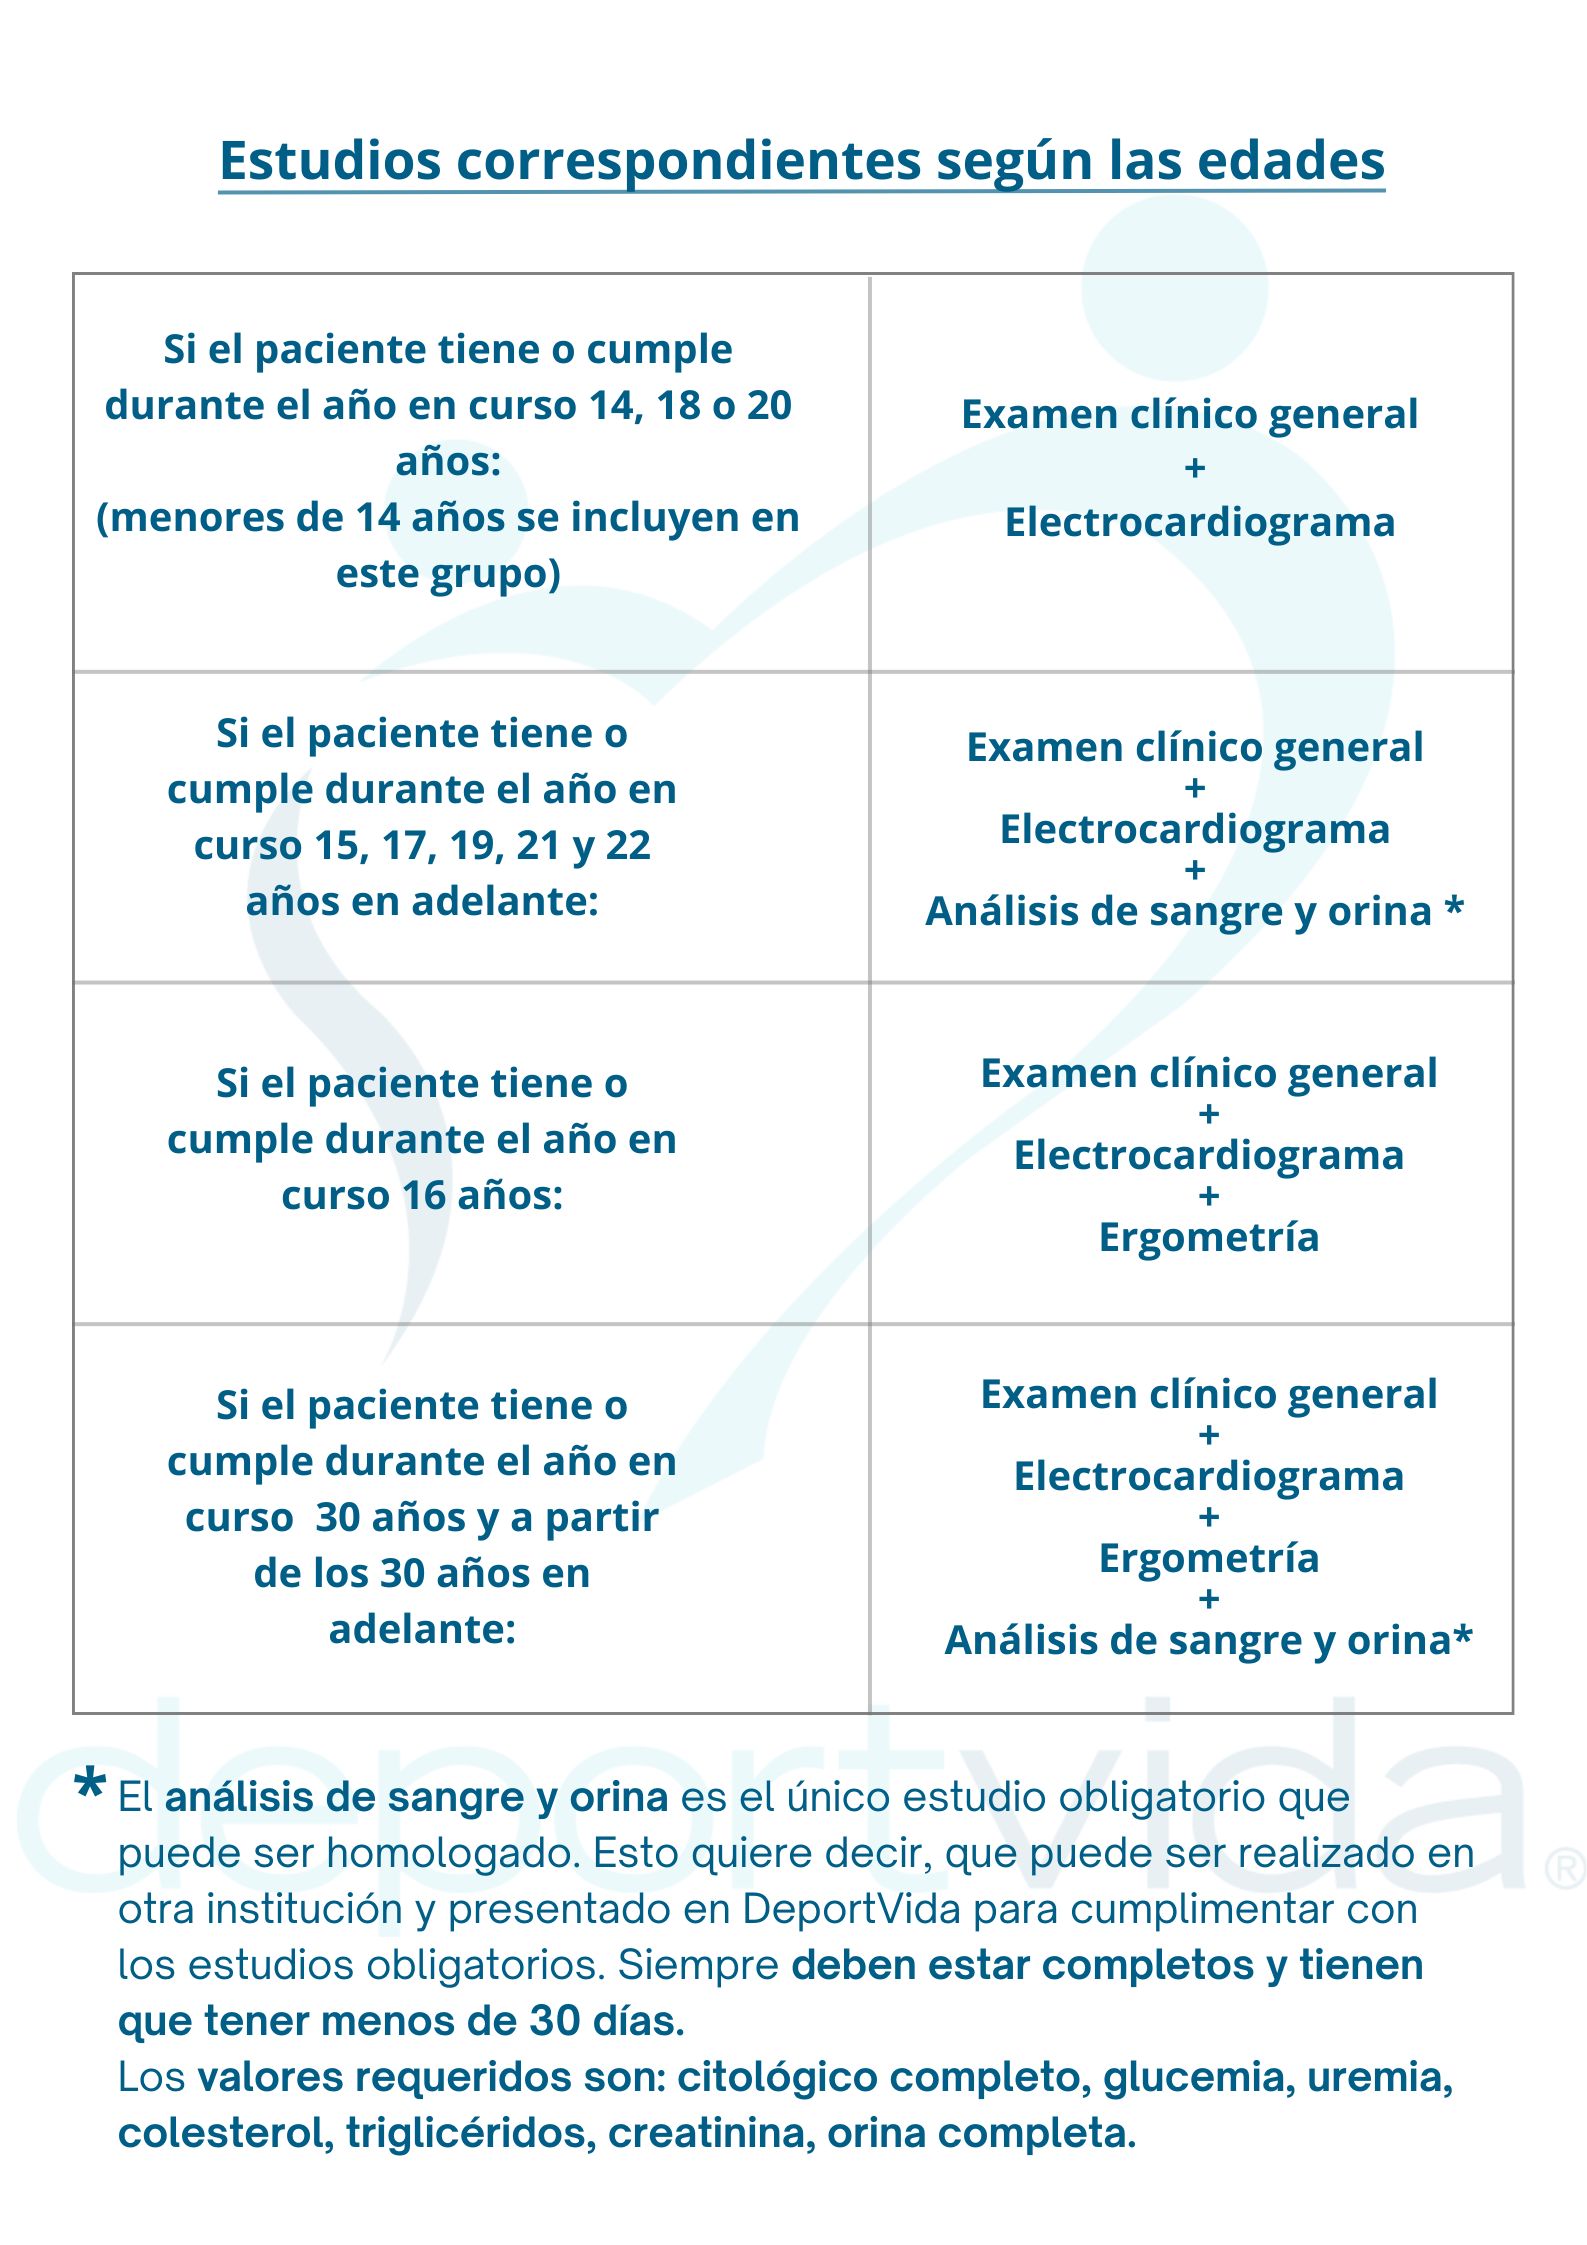 Estudios correspondientes según las edades
Si el paciente tiene o cumple
durante el año en curso 14, 18 o 20
años:
(menores de 14 años se incluyen en
este grupo)
Examen clínico general
+
Electrocardiograma
Si el paciente tiene o
cumple durante el año en
curso 15, 17, 19, 21 y 22
años en adelante:
Examen clínico general
+
Electrocardiograma
+
Análisis de sangre y orina *
Si el paciente tiene o
cumple durante el año en
curso 16 años:
Examen clínico general
+
Electrocardiograma
+
Ergometría
Si el paciente tiene o
cumple durante el año en
curso  30 años y a partir
de los 30 años en
adelante:
Examen clínico general
+
Electrocardiograma
+
Ergometría
+
Análisis de sangre y orina*
deportvida®
* El análisis de sangre y orina es el único estudio obligatorio que
puede ser homologado. Esto quiere decir, que puede ser realizado en
otra institución y presentado en DeportVida para cumplimentar con
los estudios obligatorios. Siempre deben estar completos y tienen
que tener menos de 30 días.
Los valores requeridos son: citológico completo, glucemia, uremia,
colesterol, triglicéridos, creatinina, orina completa.